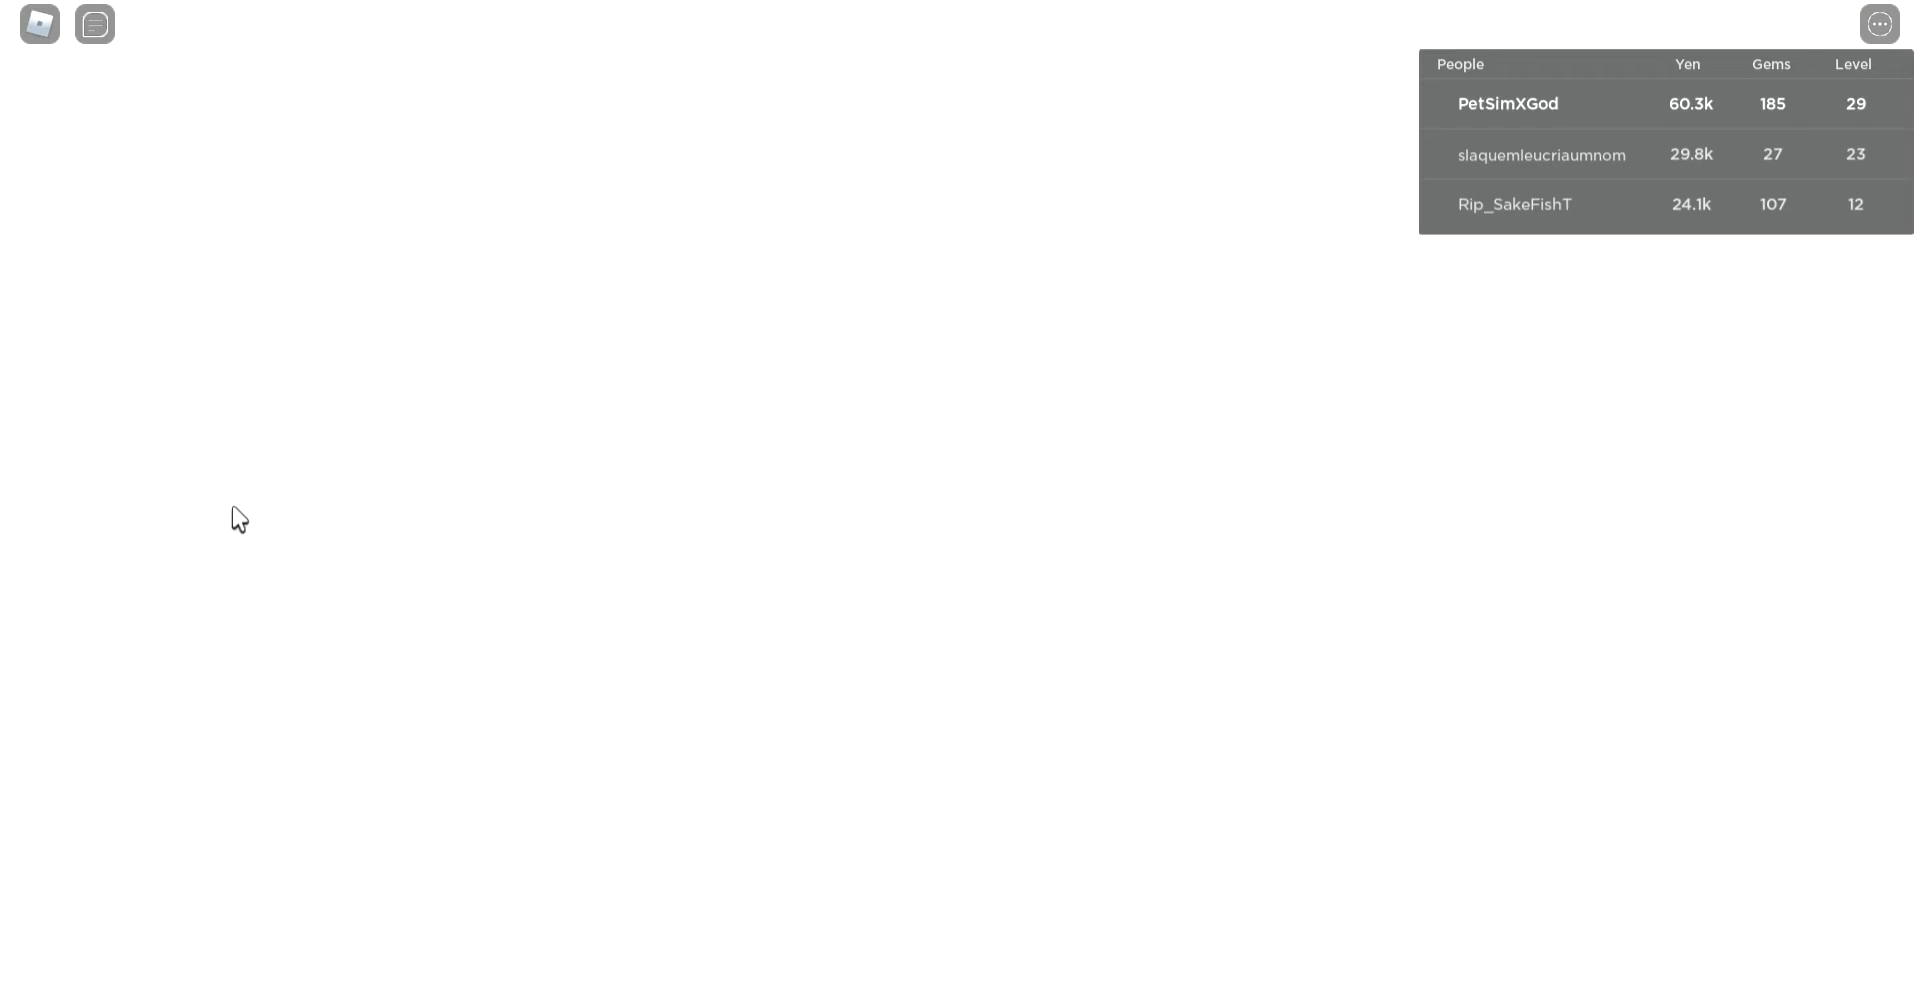 People Yen Gems Level
PetSimXGod 60.3k 185 29
slaquemleucriaumnom 29.8k 27 23
Rip_SakeFishT 24.1k 107 12